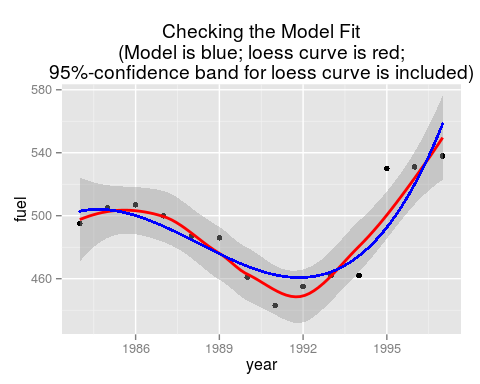 Checking the Model Fit
(Model is blue; loess curve is red;
95%-confidence band for loess curve is included)
580
540
500
460
fuel
1986
1989
1992
1995
year